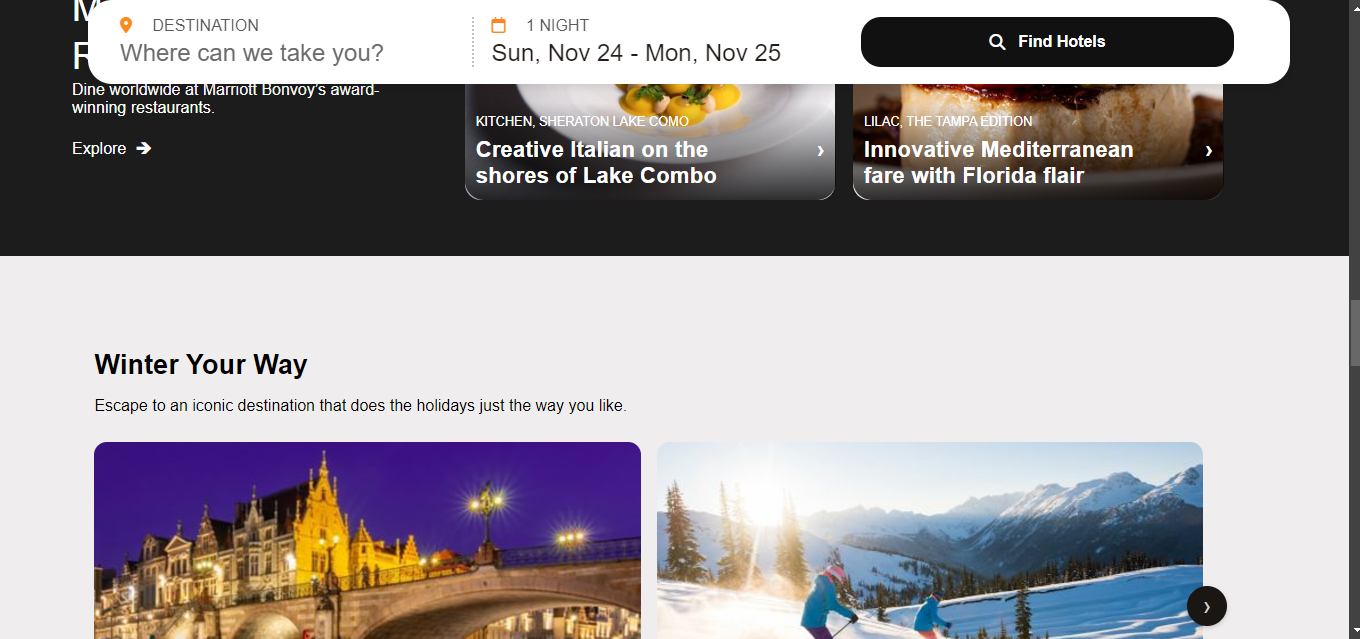 DESTINATION
Where can we take you?
1 NIGHT
Sun, Nov 24 - Mon, Nov 25
Find Hotels
Dine worldwide at Marriott Bonvoy's award-
winning restaurants.
Explore
KITCHEN, SHERATON LAKE COMO
Creative Italian on the
shores of Lake Combo
LILAC, THE TAMPA EDITION
Innovative Mediterranean
fare with Florida flair
Winter Your Way
Escape to an iconic destination that does the holidays just the way you like.